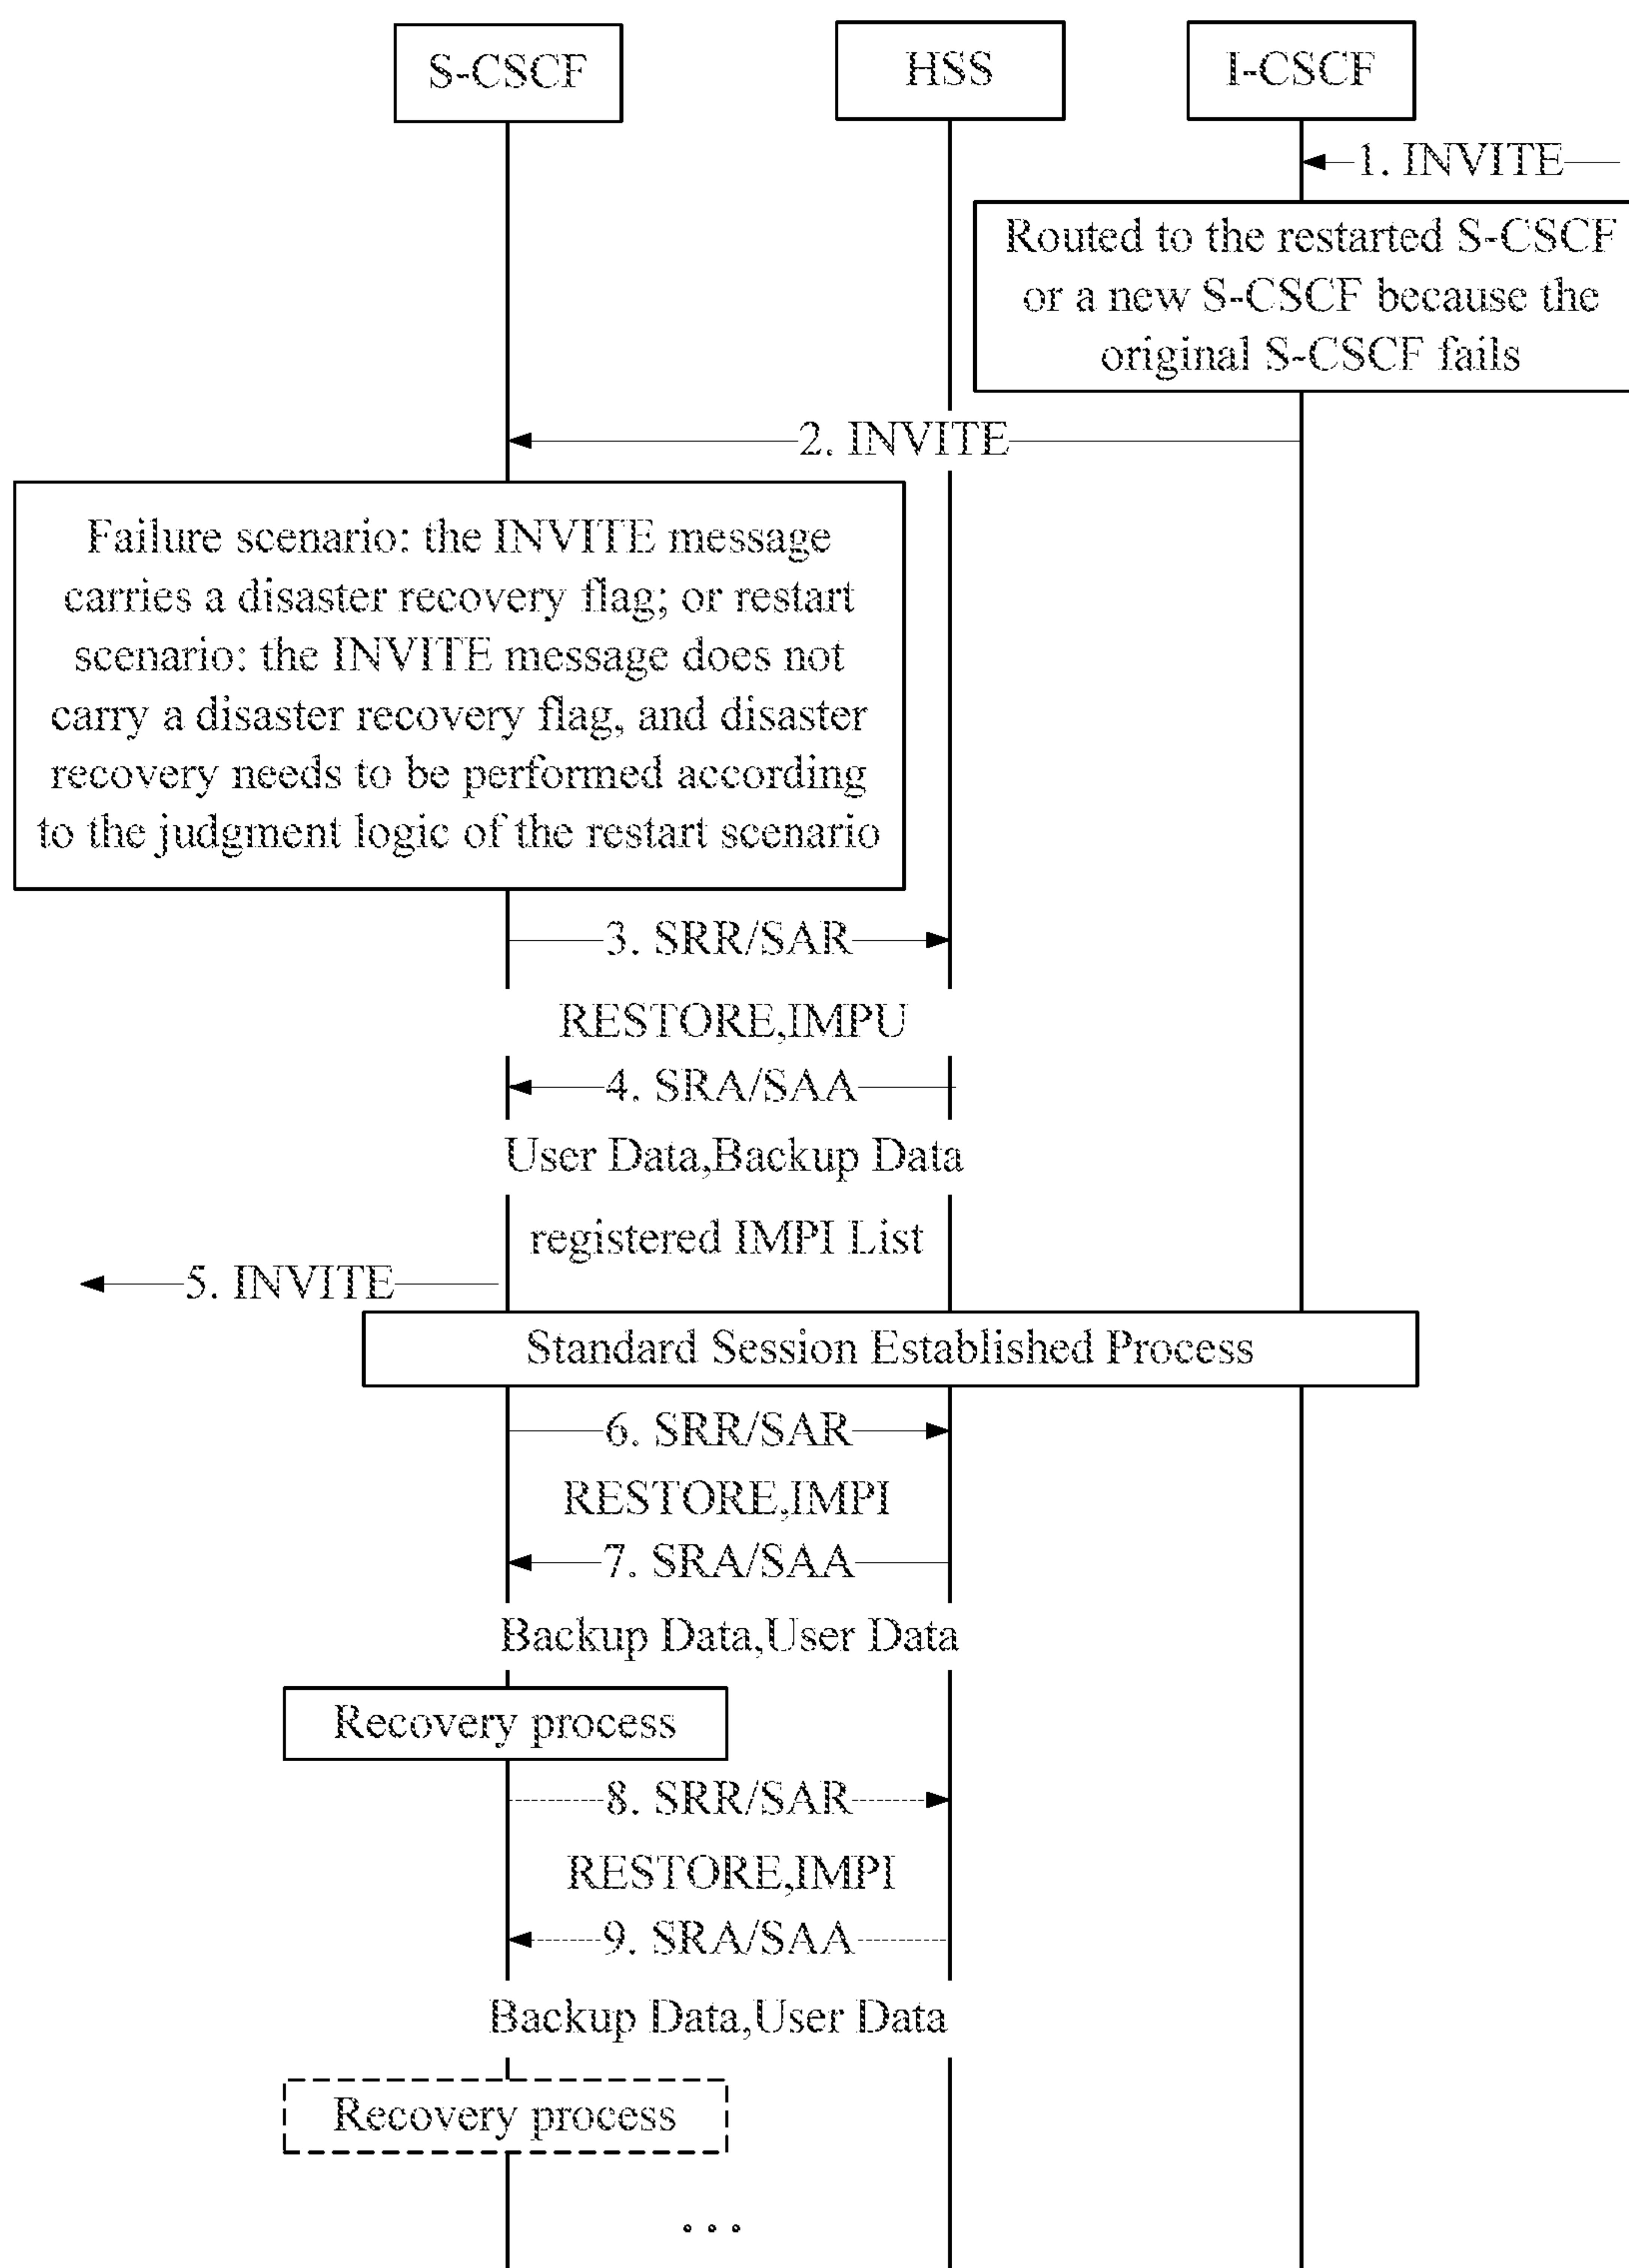 S-CSCF
HSS
I-CSCF
1. INVITE
Routed to the restarted S-CSCF
or a new S-CSCF because the
original S-CSCF fails
2. INVITE
Failure scenario: the INVITE message
carries a disaster recovery flag; or restart
scenario: the INVITE message does not
carry a disaster recovery flag, and disaster
recovery needs to be performed according
to the judgment logic of the restart scenario
3. SRR/SAR
RESTORE,IMPU
4. SRA/SAA
User Data,Backup Data
registered IMPI List
5. INVITE
Standard Session Established Process
6. SRR/SAR
RESTORE,IMPI
7. SRA/SAA
Backup Data,User Data
Recovery process
8. SRR/SAR
RESTORE,IMPI
9. SRA/SAA
Backup Data,User Data
Recovery process
...